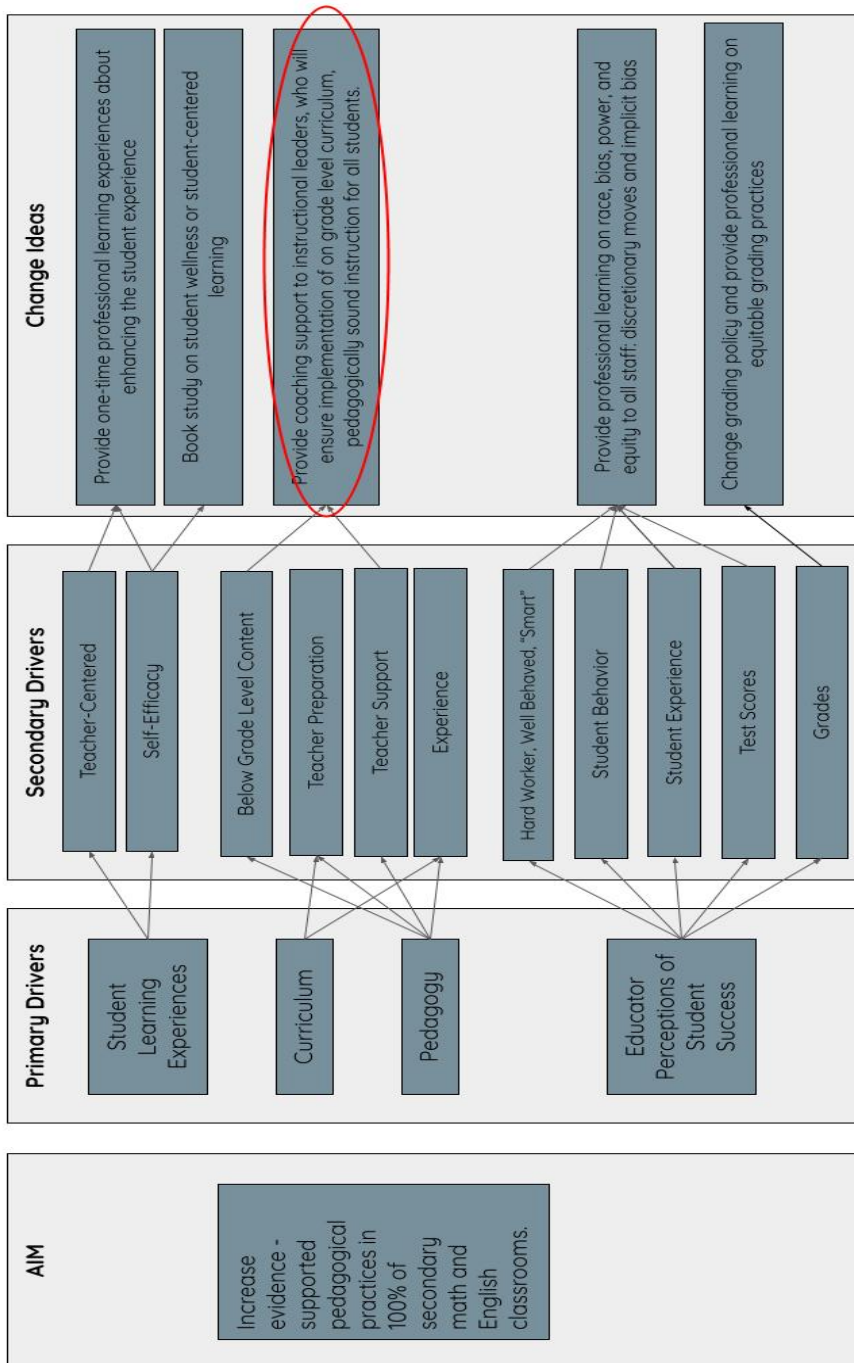 AIM
Increase
evidence -
supported
pedagogical
practices in
100% of
secondary
math and
English
classrooms.
Primary Drivers
Student
Learning
Experiences
Curriculum
Pedagogy
Educator
Perceptions of
Student
Success
Secondary Drivers
Teacher-Centered
Self-Efficacy
Below Grade Level Content
Teacher Preparation
Teacher Support
Experience
Hard Worker, Well Behaved, "Smart"
Student Behavior
Student Experience
Test Scores
Grades
Change Ideas
Provide one-time professional learning experiences about
enhancing the student experience
Book study on student wellness or student-centered
learning
Provide coaching support to instructional leaders, who will
ensure implementation of on grade level curriculum,
pedagogically sound instruction for all students.
Provide professional learning on race, bias, power, and
equity to all staff: discretionary moves and implicit bias
Change grading policy and provide professional learning on
equitable grading practices